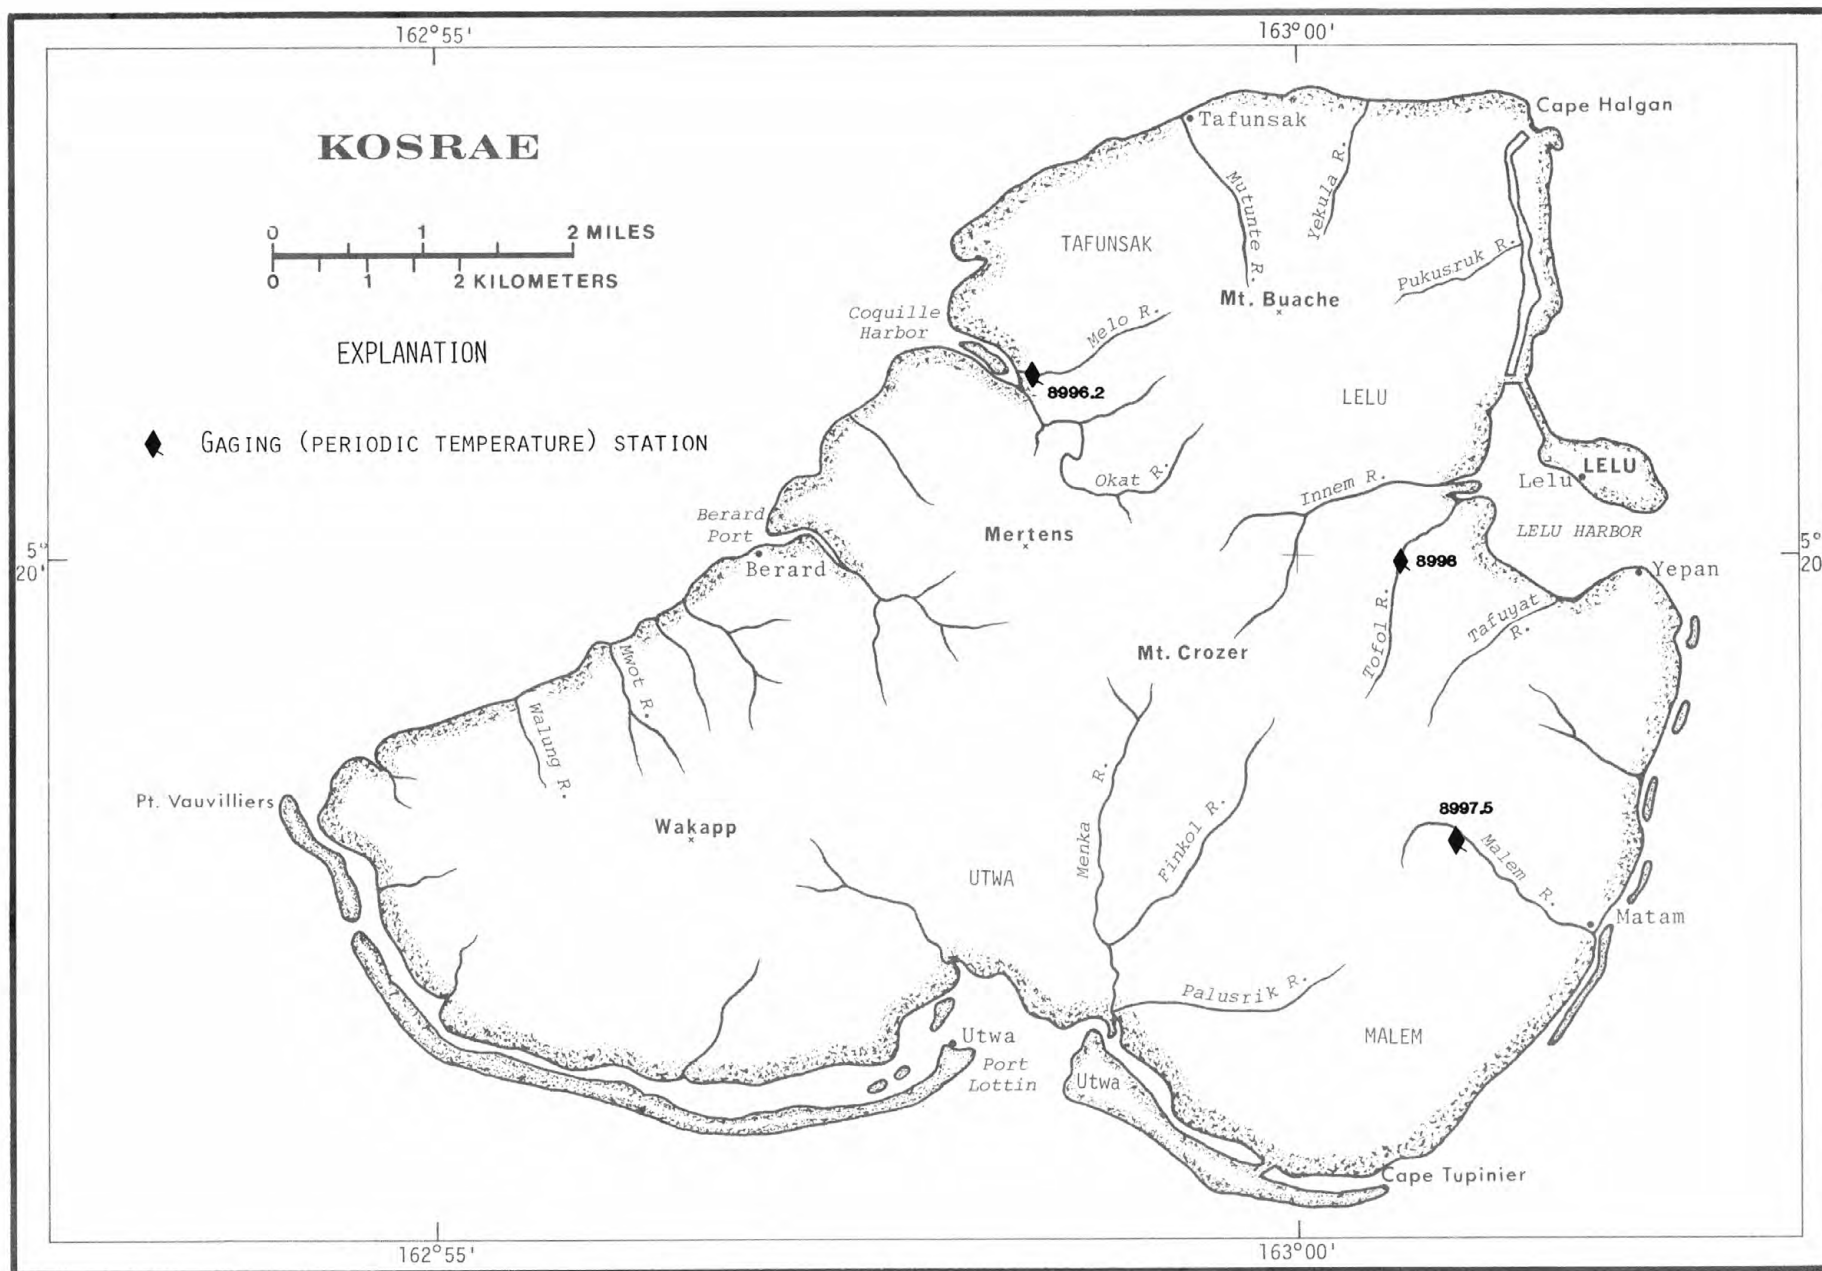 162°55'
163°00'
KOSRAE
0 1 2 MILES
0 1 2 KILOMETERS
EXPLANATION
GAGING (PERIODIC TEMPERATURE) STATION
Cape Halgan
Tafunsak
Mutunte R.
Yekula R.
TAFUNSAK
Pukusruk R.
Mt. Buache
Coquille
Harbor
Melo R.
8996.2
LELU
Okat R.
Innem R.
LELU
Lelu
LELU HARBOR
Berard
Port
Mertens
5°
20'
5°
20'
Berard
8998
Yepan
Tofol R.
Tafuyat
R.
Mt. Crozer
Mwot R.
Walung R.
Pt. Vauvilliers
Wakapp
Menka R.
Finkol R.
8997.5
Malem R.
UTWA
Matam
Palusrik R.
MALEM
Utwa
Port
Lottin
Utwa
Cape Tupinier
162°55'
163°00'